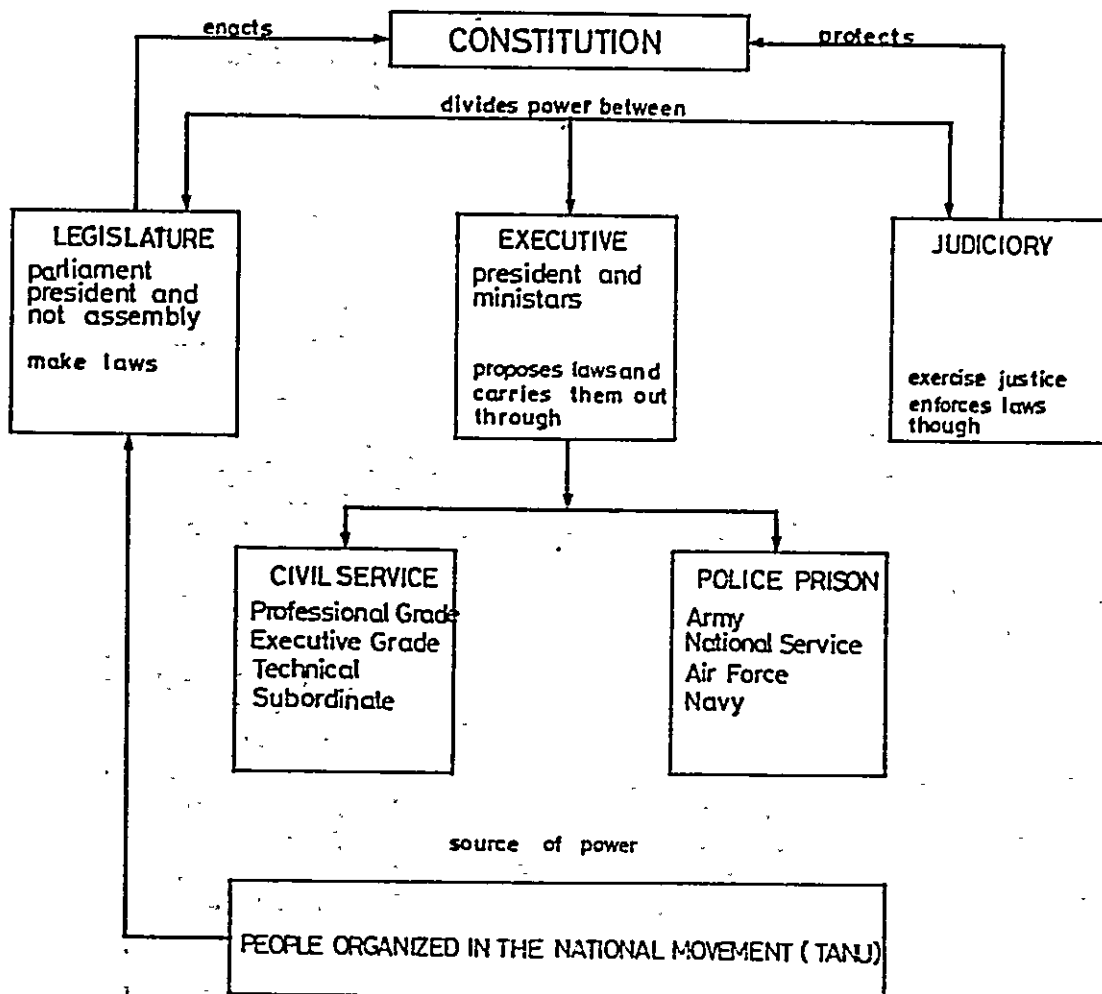 enacts
CONSTITUTION
protects
divides power between
LEGISLATURE
parliament
president and
not assembly
make laws
EXECUTIVE
president and
ministars
proposes laws and
carries them out
through
JUDICIORY
exercise justice
enforces laws
though
CIVIL SERVICE
Professional Grade
Executive Grade
Technical
Subordinate
POLICE PRISON
Army
National Service
Air Force
Navy
source of power
PEOPLE ORGANIZED IN THE NATIONAL MOVEMENT ( TANU)